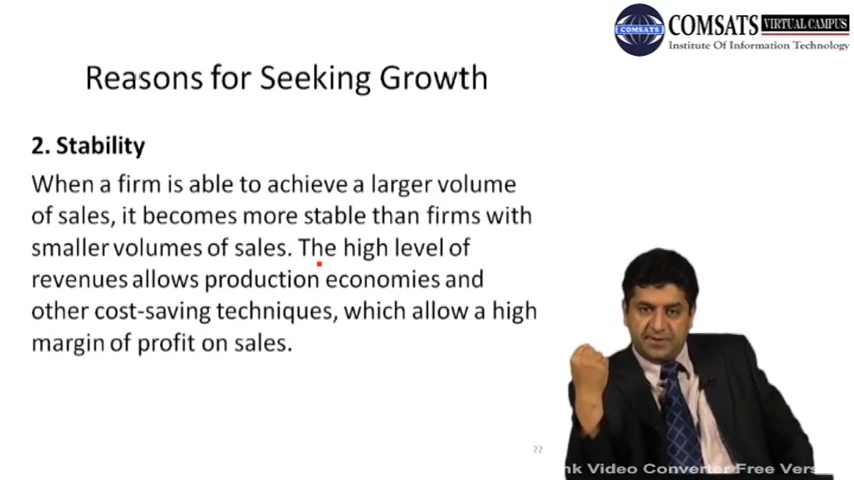 COMSATS VIRTUAL CAMPUS
COMSATS
Institute Of Information Technology
Reasons for Seeking Growth
2. Stability
When a firm is able to achieve a larger volume
of sales, it becomes more stable than firms with
smaller volumes of sales. The high level of
revenues allows production economies and
other cost-saving techniques, which allow a high
margin of profit on sales.
22
nk Video Converter Free Vers